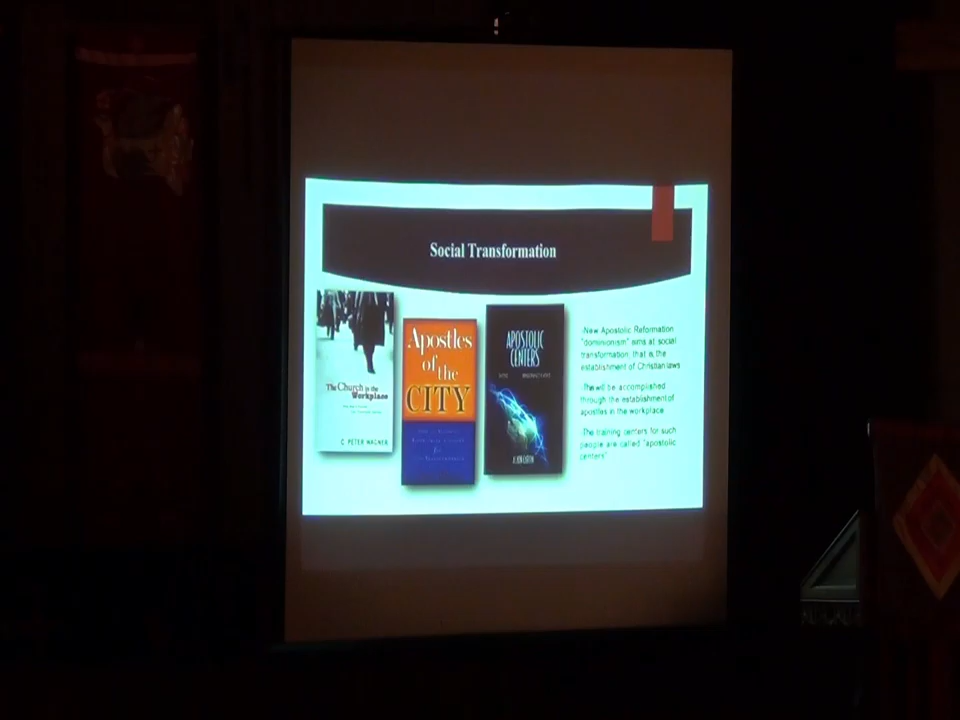 Social Transformation
The Church in the
Workplace
C. PETER WAGNER
Apostles
of the
CITY
APOSTOLIC
CENTERS
-New Apostolic Reformation
"dominionism" aims at social
transformation, that is, the
establishment of Christian laws
-The will be accomplished
through the establishment of
apostles in the workplace
-The training centers for such
people are called "apostolic
centers"